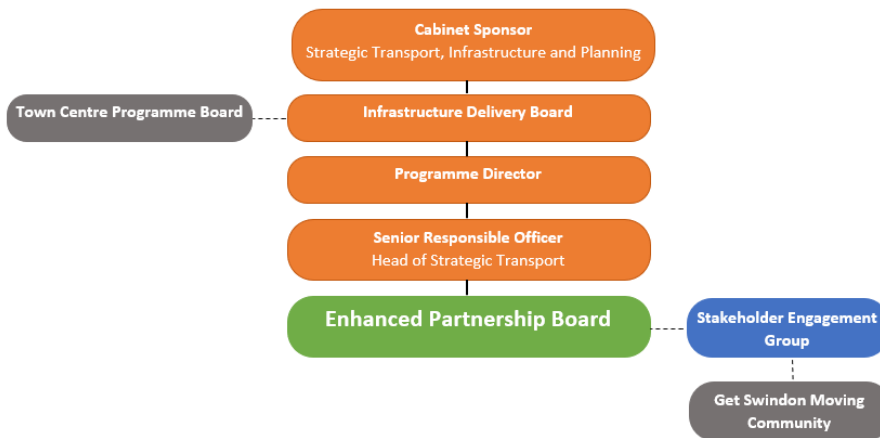 Cabinet Sponsor
Strategic Transport, Infrastructure and Planning
Town Centre Programme Board
Infrastructure Delivery Board
Programme Director
Senior Responsible Officer
Head of Strategic Transport
Enhanced Partnership Board
Stakeholder Engagement
Group
Get Swindon Moving
Community